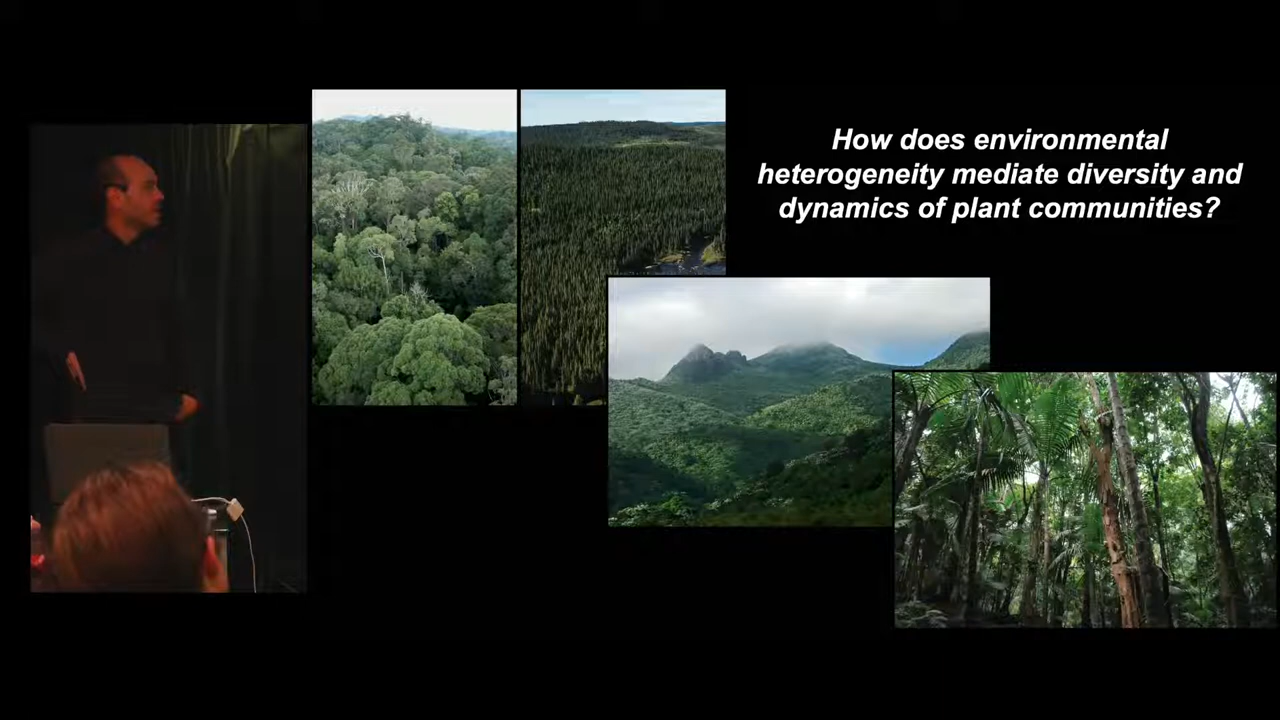 How does environmental
heterogeneity mediate diversity and
dynamics of plant communities?